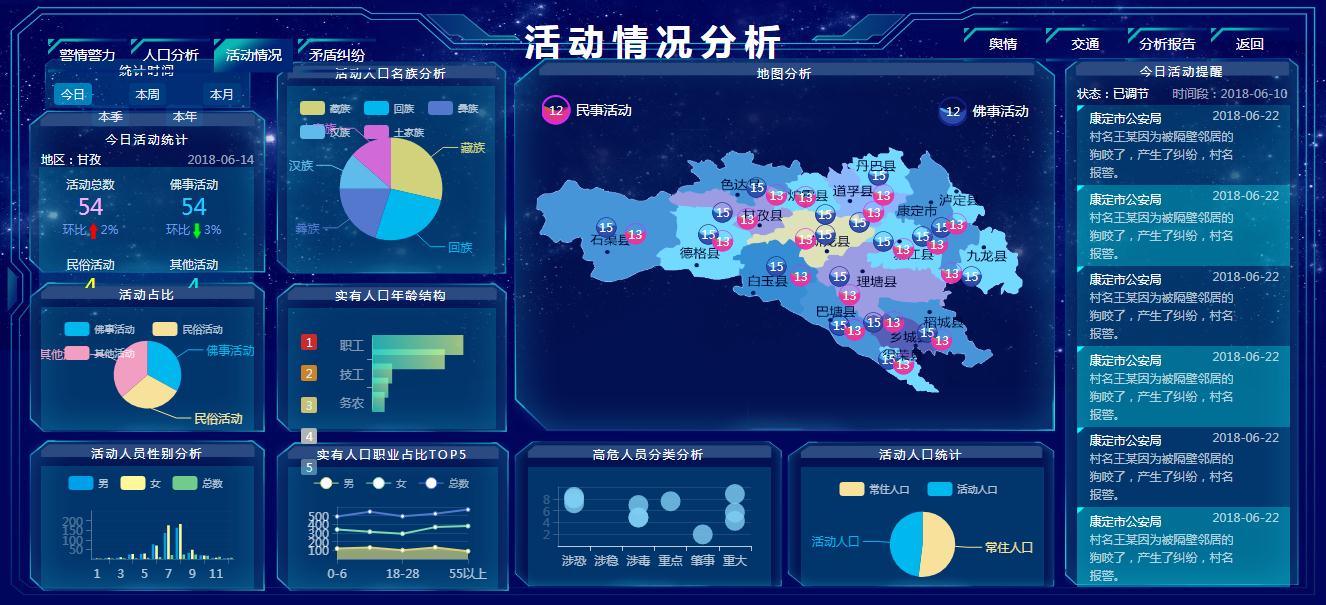 活动情况分析
警情警力
人口分析
活动情况
矛盾纠纷
舆情
交通
分析报告
返回
统计时间
今日
本周
本月
本季
本年
今日活动统计
地区：甘孜
2018-06-14
活动总数
佛事活动
54
54
环比 2%
环比 3%
民俗活动
其他活动
4
4
活动占比
佛事活动
民俗活动
其他活动
佛事活动
民俗活动
活动人员性别分析
男
女
总数
200
150
100
50
1 3 5 7 9 11
活动人口名族分析
藏族
回族
彝族
汉族
土家族
藏族
汉族
彝族
回族
实有人口年龄结构
1
2
3
4
5
职工
技工
务农
实有人口职业占比TOP5
男
女
总数
500
400
300
200
100
0-6
18-28
55以上
地图分析
12 民事活动
12 佛事活动
丹巴县
色达县
炉霍县
道孚县
泸定县
甘孜县
康定市
石渠县
新龙县
德格县
雅江县
九龙县
白玉县
理塘县
巴塘县
稻城县
乡城县
得荣县
高危人员分类分析
8
6
4
2
涉恐
涉稳
涉毒
重点
肇事
重大
活动人口统计
常住人口
活动人口
活动人口
常住人口
今日活动提醒
状态：已调节
时间段：2018-06-10
康定市公安局
2018-06-22
村名王某因为被隔壁邻居的
狗咬了，产生了纠纷，村名
报警。
康定市公安局
2018-06-22
村名王某因为被隔壁邻居的
狗咬了，产生了纠纷，村名
报警。
康定市公安局
2018-06-22
村名王某因为被隔壁邻居的
狗咬了，产生了纠纷，村名
报警。
康定市公安局
2018-06-22
村名王某因为被隔壁邻居的
狗咬了，产生了纠纷，村名
报警。
康定市公安局
2018-06-22
村名王某因为被隔壁邻居的
狗咬了，产生了纠纷，村名
报警。
康定市公安局
2018-06-22
村名王某因为被隔壁邻居的
狗咬了，产生了纠纷，村名
报警。